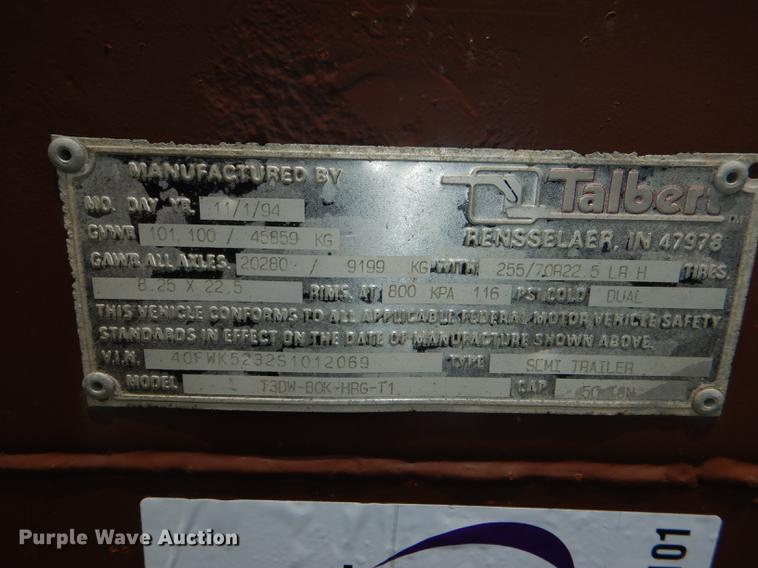 MANUFACTURED BY Talbert TM
MO. DAY YR. 11/1/94 RENSSELAER, IN 47978
GVWR 101,100 / 45859 KG
GAWR ALL AXLES. 20280 / 9199 KG WITH 255/70R22.5 LR H TIRES.
8.25 X 22.5 RIMS. AT 800 KPA 116 PSI.COLD DUAL
THIS VEHICLE CONFORMS TO ALL APPLICABLE FEDERAL MOTOR VEHICLE SAFETY
STANDARDS IN EFFECT ON THE DATE OF MANUFACTURE SHOWN ABOVE.
V.I.N. 40FWK5232S1012069 TYPE SEMI TRAILER
MODEL T3DW-50K-HRG-T1 CAP. 50 TON
101
Purple Wave Auction